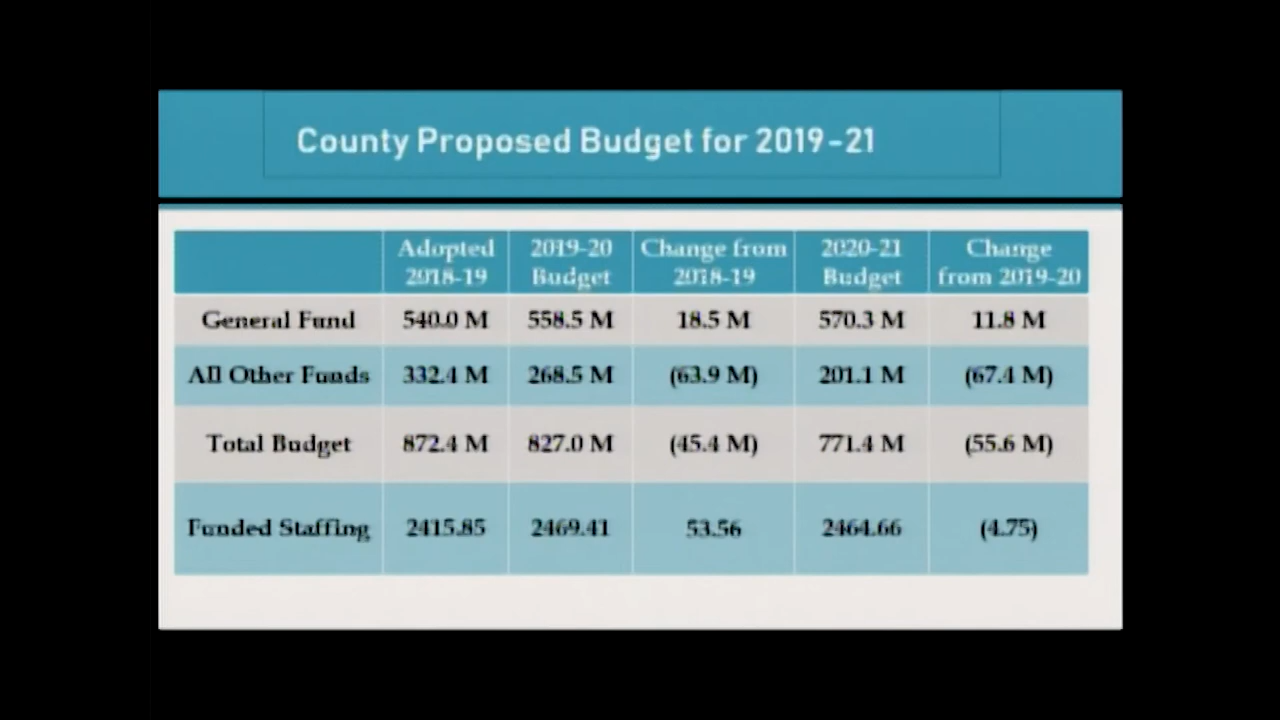 County Proposed Budget for 2019-21
Adopted 2019-20 Change from 2020-21 Change
2018-19 Budget 2018-19 Budget from 2019-20
General Fund 540.0 M 558.5 M 18.5 M 570.3 M 11.8 M
All Other Funds 332.4 M 268.5 M (63.9 M) 201.1 M (67.4 M)
Total Budget 872.4 M 827.0 M (45.4 M) 771.4 M (55.6 M)
Funded Staffing 2415.85 2469.41 53.56 2464.66 (4.75)